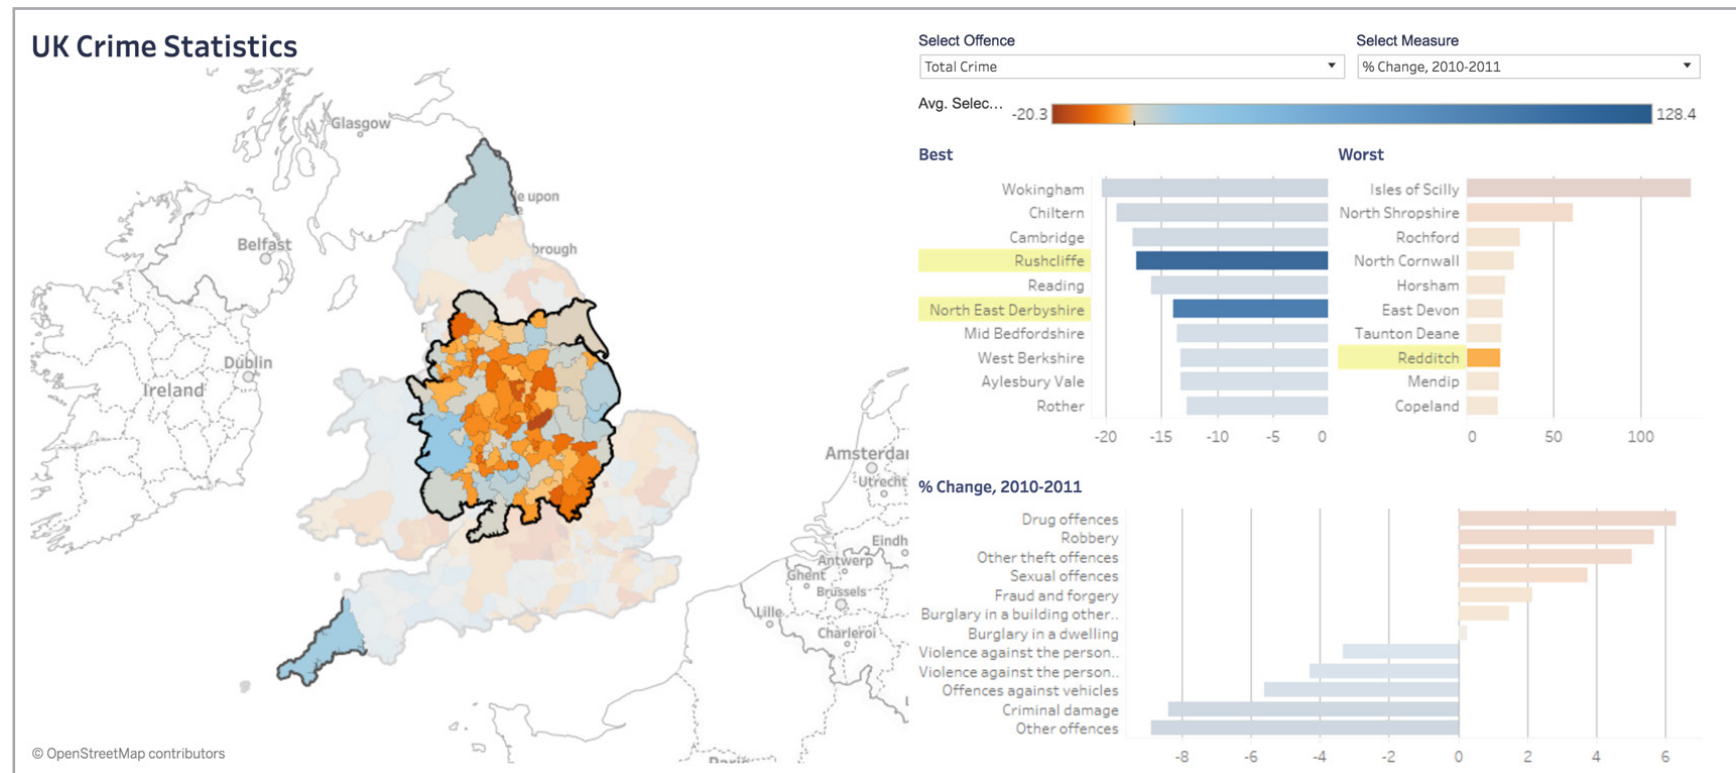 UK Crime Statistics
Select Offence
Select Measure
Total Crime
% Change, 2010-2011
Avg. Selec...
-20.3
128.4
Best
Wokingham
Chiltern
Cambridge
Rushcliffe
Reading
North East Derbyshire
Mid Bedfordshire
West Berkshire
Aylesbury Vale
Rother
-20 -15 -10 -5 0
Worst
Isles of Scilly
North Shropshire
Rochford
North Cornwall
Horsham
East Devon
Taunton Deane
Redditch
Mendip
Copeland
0 50 100
% Change, 2010-2011
Drug offences
Robbery
Other theft offences
Sexual offences
Fraud and forgery
Burglary in a building other..
Burglary in a dwelling
Violence against the person..
Violence against the person..
Offences against vehicles
Criminal damage
Other offences
-8 -6 -4 -2 0 2 4 6
Glasgow
e upon
Belfast
brough
Dublin
Ireland
Amsterdar
Utrecht
Eindh
Antwerp
Ghent
Brussels
Lille
Charleroi
© OpenStreetMap contributors